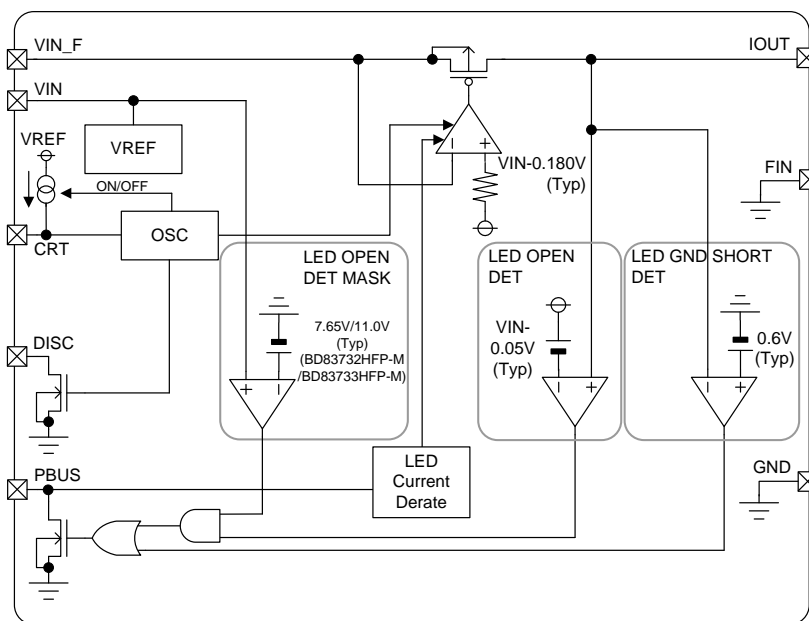 VIN_F
IOUT
VIN
VREF
VREF
ON/OFF
OSC
CRT
VIN-0.180V
(Typ)
FIN
LED OPEN
DET MASK
7.65V/11.0V
(Typ)
(BD83732HFP-M
/BD83733HFP-M)
LED OPEN
DET
VIN-
0.05V
(Typ)
LED GND SHORT
DET
0.6V
(Typ)
DISC
PBUS
LED
Current
Derate
GND